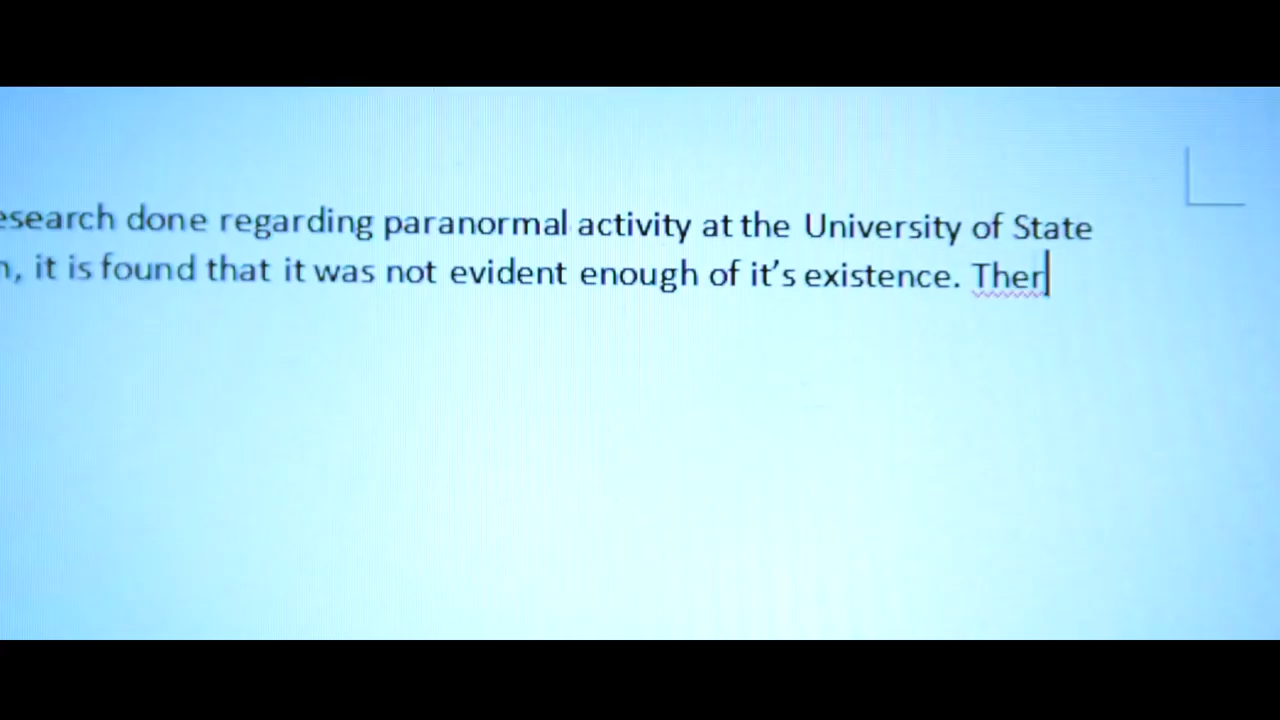 esearch done regarding paranormal activity at the University of State
n, it is found that it was not evident enough of it’s existence. Ther